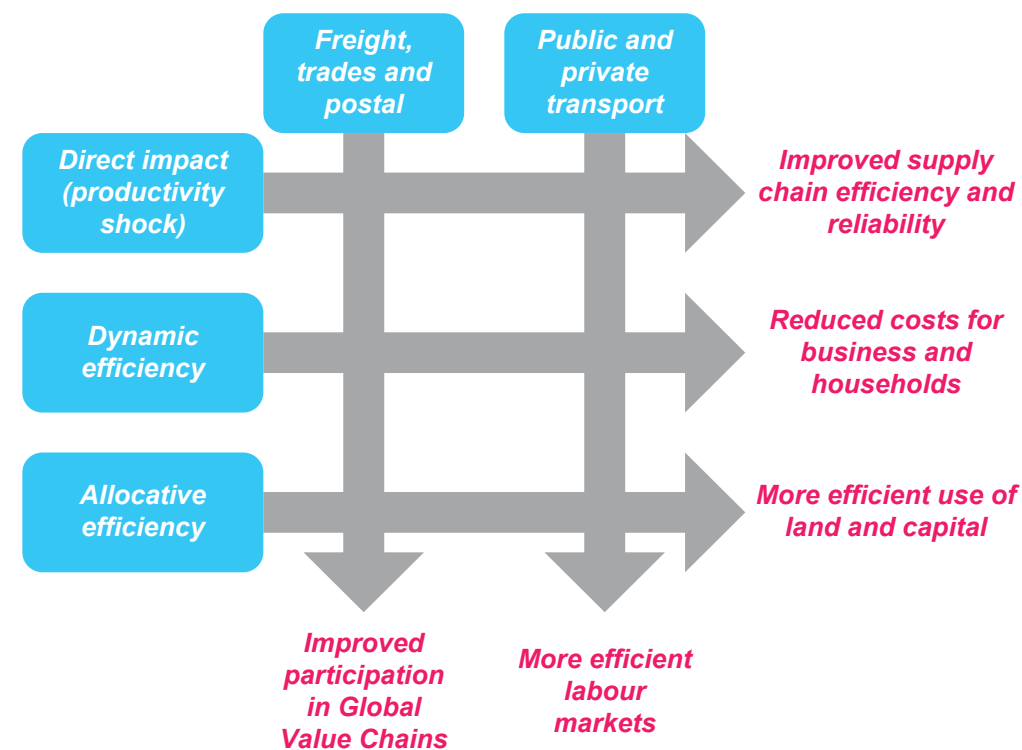 Freight,
trades and
postal
Public and
private
transport
Direct impact
(productivity
shock)
Improved supply
chain efficiency and
reliability
Dynamic
efficiency
Reduced costs for
business and
households
Allocative
efficiency
More efficient use of
land and capital
Improved
participation
in Global
Value Chains
More efficient
labour
markets